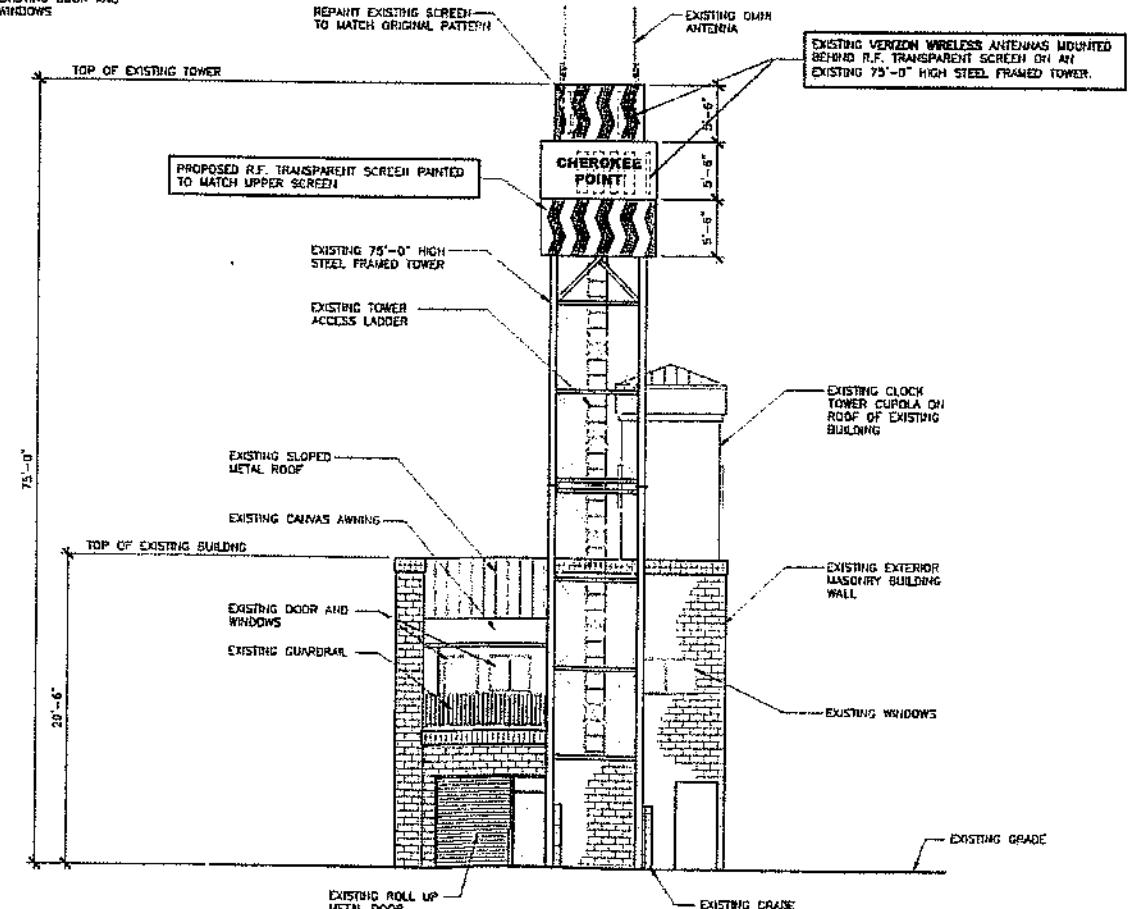 WINDOWS
REPAINT EXISTING SCREEN
TO MATCH ORIGINAL PATTERN
EXISTING OMNI
ANTENNA
EXISTING VERIZON WIRELESS ANTENNAS MOUNTED
BEHIND R.F. TRANSPARENT SCREEN ON AN
EXISTING 75'-0" HIGH STEEL FRAMED TOWER.
TOP OF EXISTING TOWER
5'-6"
CHEROKEE
POINT
5'-6"
PROPOSED R.F. TRANSPARENT SCREEN PAINTED
TO MATCH UPPER SCREEN
5'-6"
EXISTING 75'-0" HIGH
STEEL FRAMED TOWER
EXISTING TOWER
ACCESS LADDER
EXISTING CLOCK
TOWER CUPOLA ON
ROOF OF EXISTING
BUILDING
75'-0"
EXISTING SLOPED
METAL ROOF
EXISTING CANVAS AWNING
TOP OF EXISTING BUILDING
EXISTING EXTERIOR
MASONRY BUILDING
WALL
EXISTING DOOR AND
WINDOWS
EXISTING GUARDRAIL
29'-6"
EXISTING WINDOWS
EXISTING GRADE
EXISTING ROLL UP
METAL DOOR
EXISTING GRADE